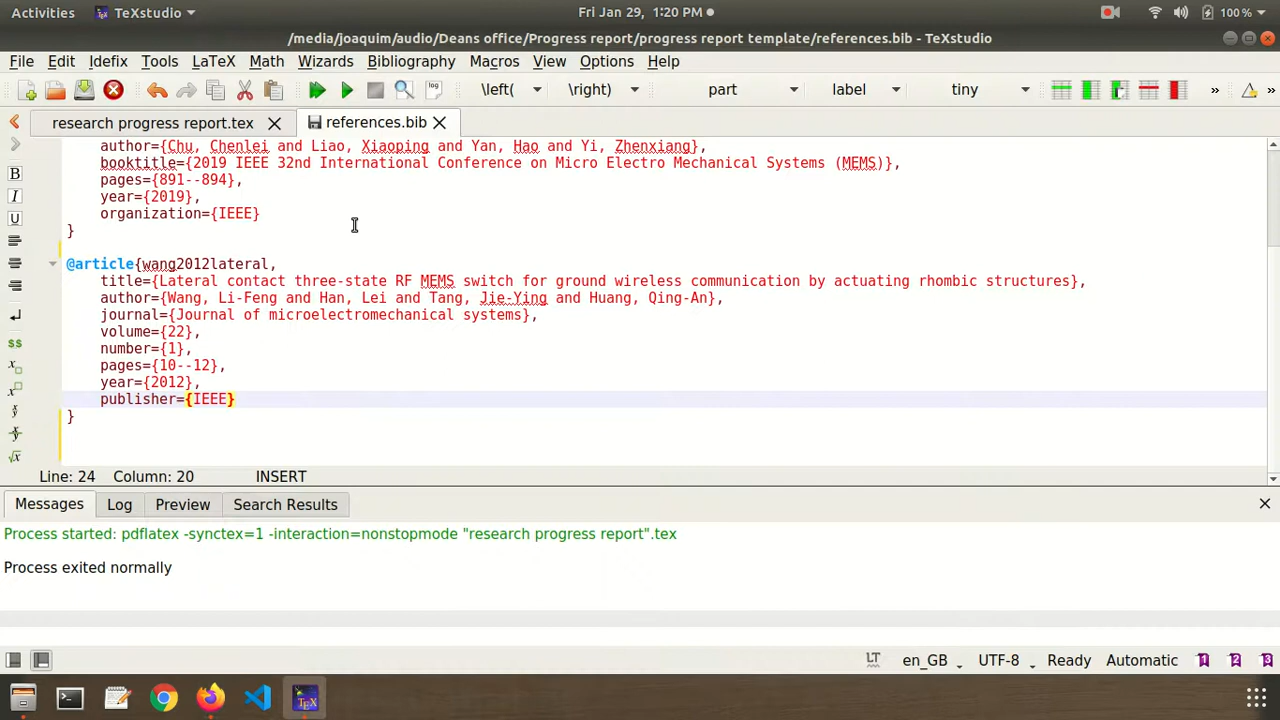 Activities TeXstudio Fri Jan 29, 1:20 PM 100 %
/media/joaquim/audio/Deans office/Progress report/progress report template/references.bib - TeXstudio
File Edit Idefix Tools LaTeX Math Wizards Bibliography Macros View Options Help
log \left( \right) part label tiny » »
research progress report.tex references.bib
author={Chu, Chenlei and Liao, Xiaoping and Yan, Hao and Yi, Zhenxiang},
booktitle={2019 IEEE 32nd International Conference on Micro Electro Mechanical Systems (MEMS)},
pages={891--894},
year={2019},
organization={IEEE}
}
@article{wang2012lateral,
title={Lateral contact three-state RF MEMS switch for ground wireless communication by actuating rhombic structures},
author={Wang, Li-Feng and Han, Lei and Tang, Jie-Ying and Huang, Qing-An},
journal={Journal of microelectromechanical systems},
volume={22},
number={1},
pages={10--12},
year={2012},
publisher={IEEE}
}
B
I
U
$$
Line: 24 Column: 20 INSERT
Messages Log Preview Search Results
Process started: pdflatex -synctex=1 -interaction=nonstopmode "research progress report".tex
Process exited normally
LT en_GB UTF-8 Ready Automatic 1 2 3
TEX